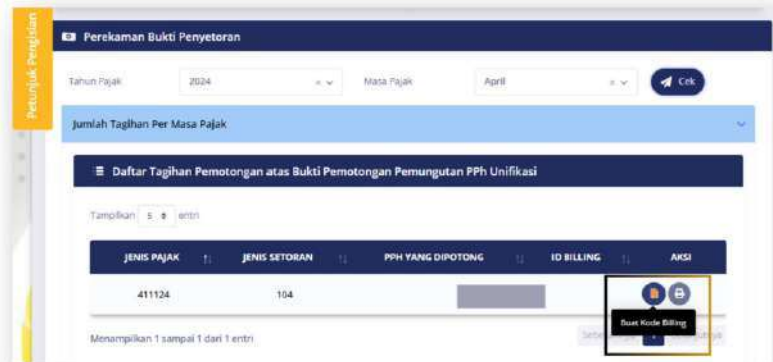 Petunjuk Pengisian
Perekaman Bukti Penyetoran
Tahun Pajak 2024 Masa Pajak April Cek
Jumlah Tagihan Per Masa Pajak
Daftar Tagihan Pemotongan atas Bukti Pemotongan Pemungutan PPh Unifikasi
Tampilkan 5 entri
JENIS PAJAK JENIS SETORAN PPH YANG DIPOTONG ID BILLING AKSI
411124 104
Buat Kode Billing
Menampilkan 1 sampai 1 dari 1 entri